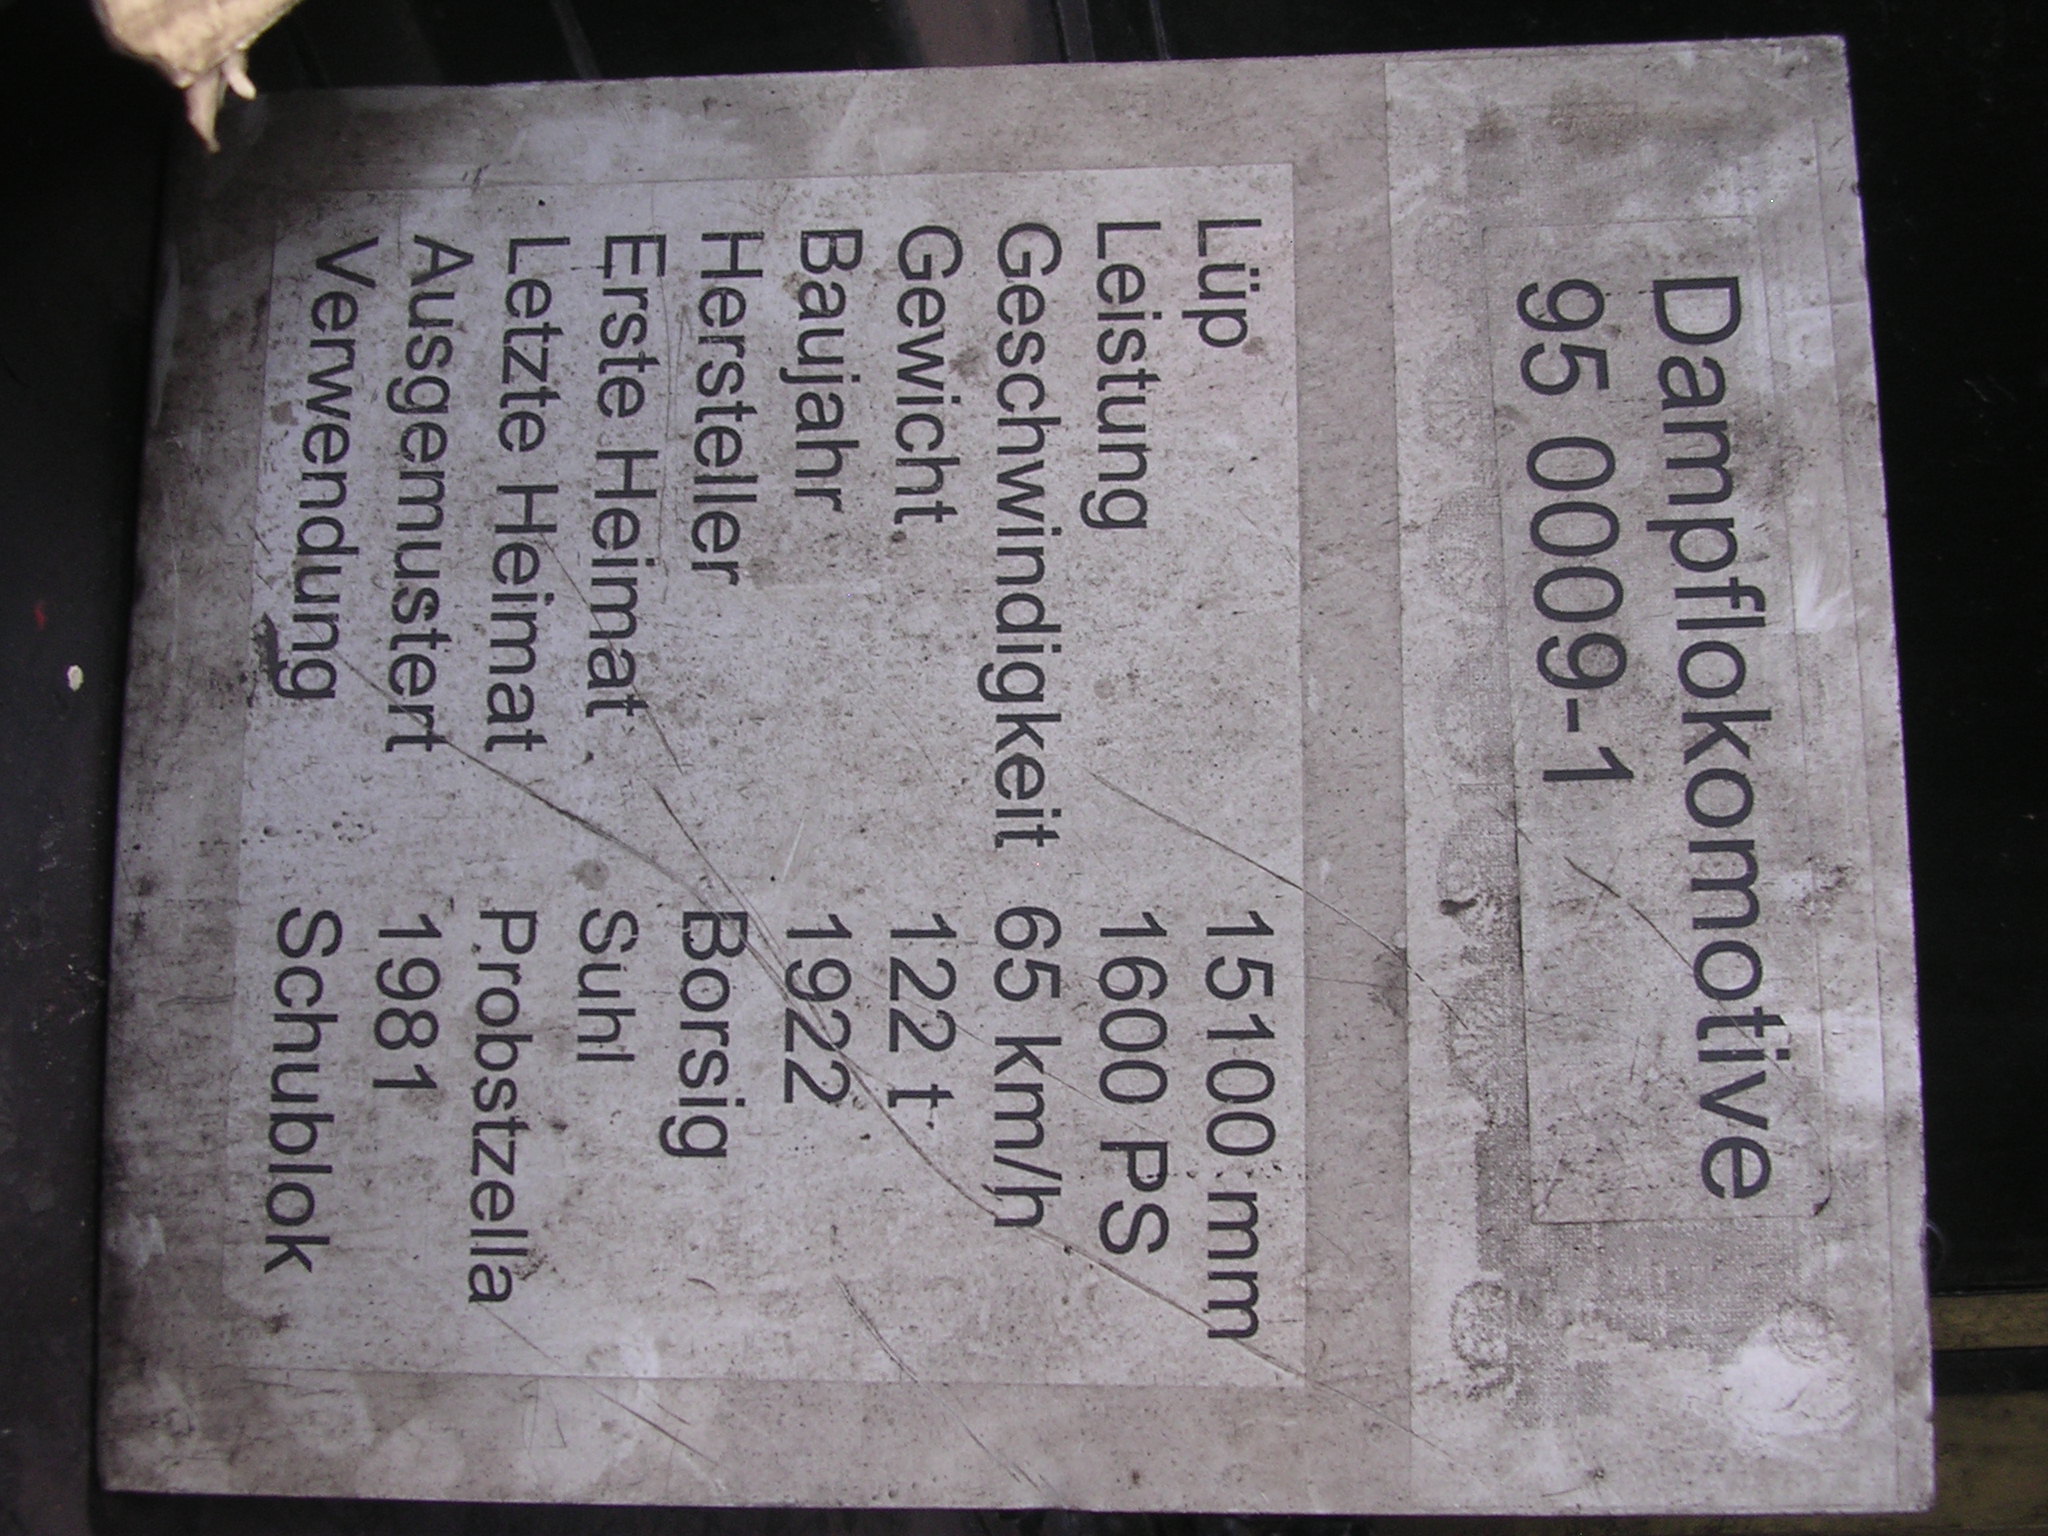 Dampflokomotive
95 0009-1
Lüp 15100 mm
Leistung 1600 PS
Geschwindigkeit 65 km/h
Gewicht 122 t
Baujahr 1922
Hersteller Borsig
Erste Heimat Suhl
Letzte Heimat Probstzella
Ausgemustert 1981
Verwendung Schublok